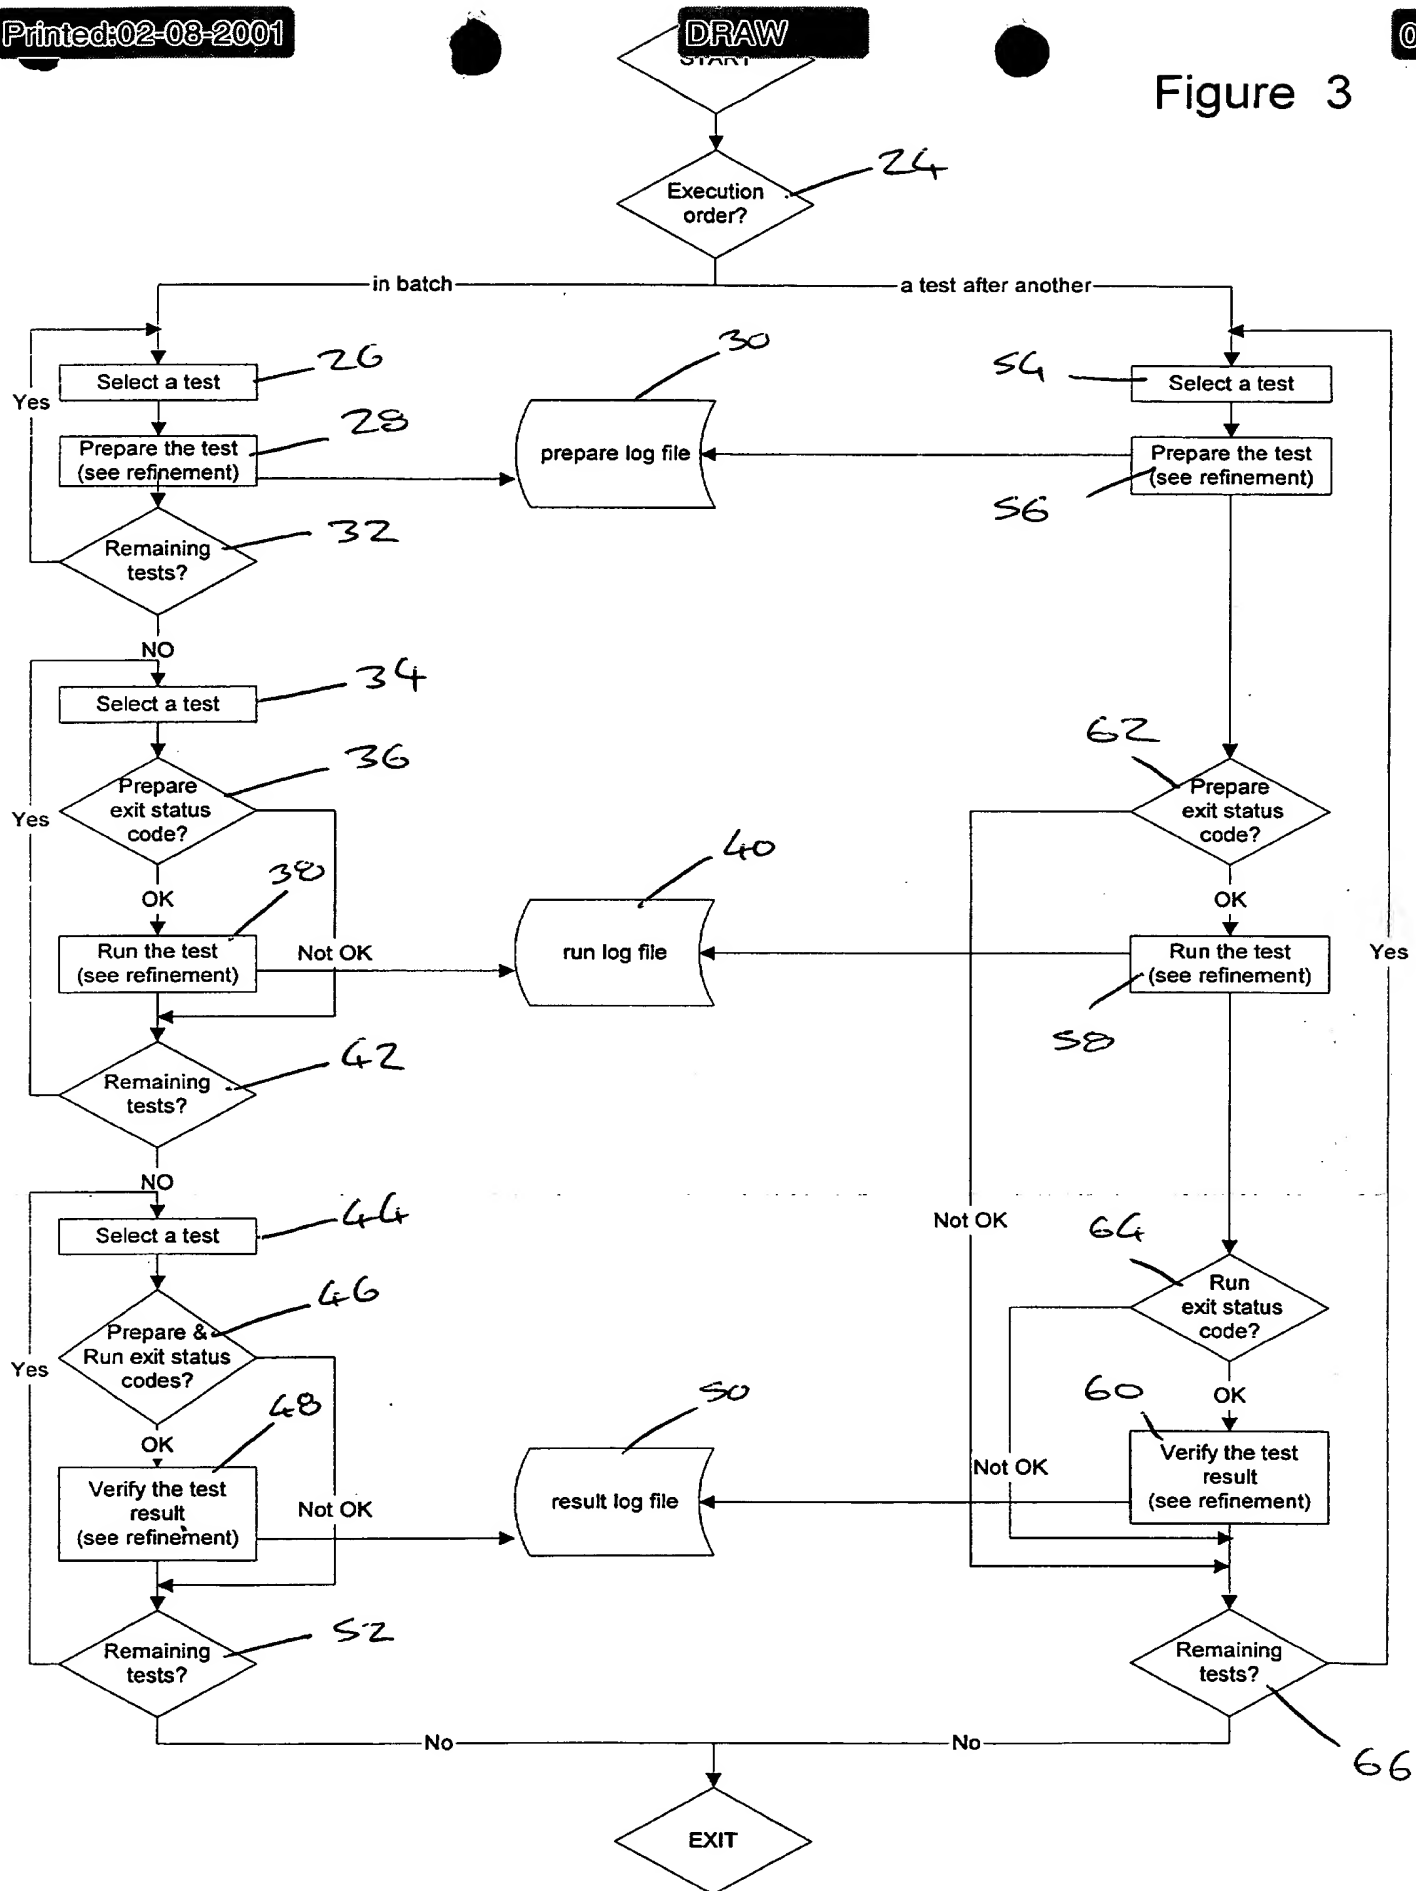 Printed:02-08-2001
DRAW
0
START
Figure 3
24
Execution
order?
in batch
a test after another
26
Select a test
28
Prepare the test
(see refinement)
Yes
30
prepare log file
54
Select a test
Prepare the test
(see refinement)
56
32
Remaining
tests?
NO
34
Select a test
36
Prepare
exit status
code?
Yes
OK
38
Run the test
(see refinement)
Not OK
40
run log file
62
Prepare
exit status
code?
OK
Run the test
(see refinement)
58
Yes
42
Remaining
tests?
NO
44
Select a test
46
Prepare &
Run exit status
codes?
Yes
OK
48
Verify the test
result
(see refinement)
Not OK
50
result log file
Not OK
64
Run
exit status
code?
OK
60
Verify the test
result
(see refinement)
Not OK
52
Remaining
tests?
Remaining
tests?
66
No
No
EXIT